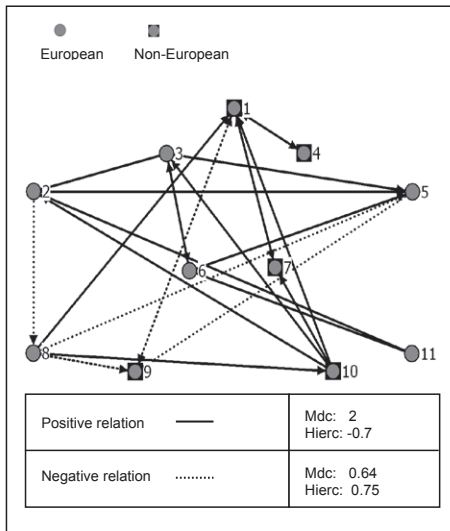 European Non-European
1
3
4
2
5
6
7
8
9
10
11
Positive relation
Mdc: 2
Hierc: -0.7
Negative relation
Mdc: 0.64
Hierc: 0.75